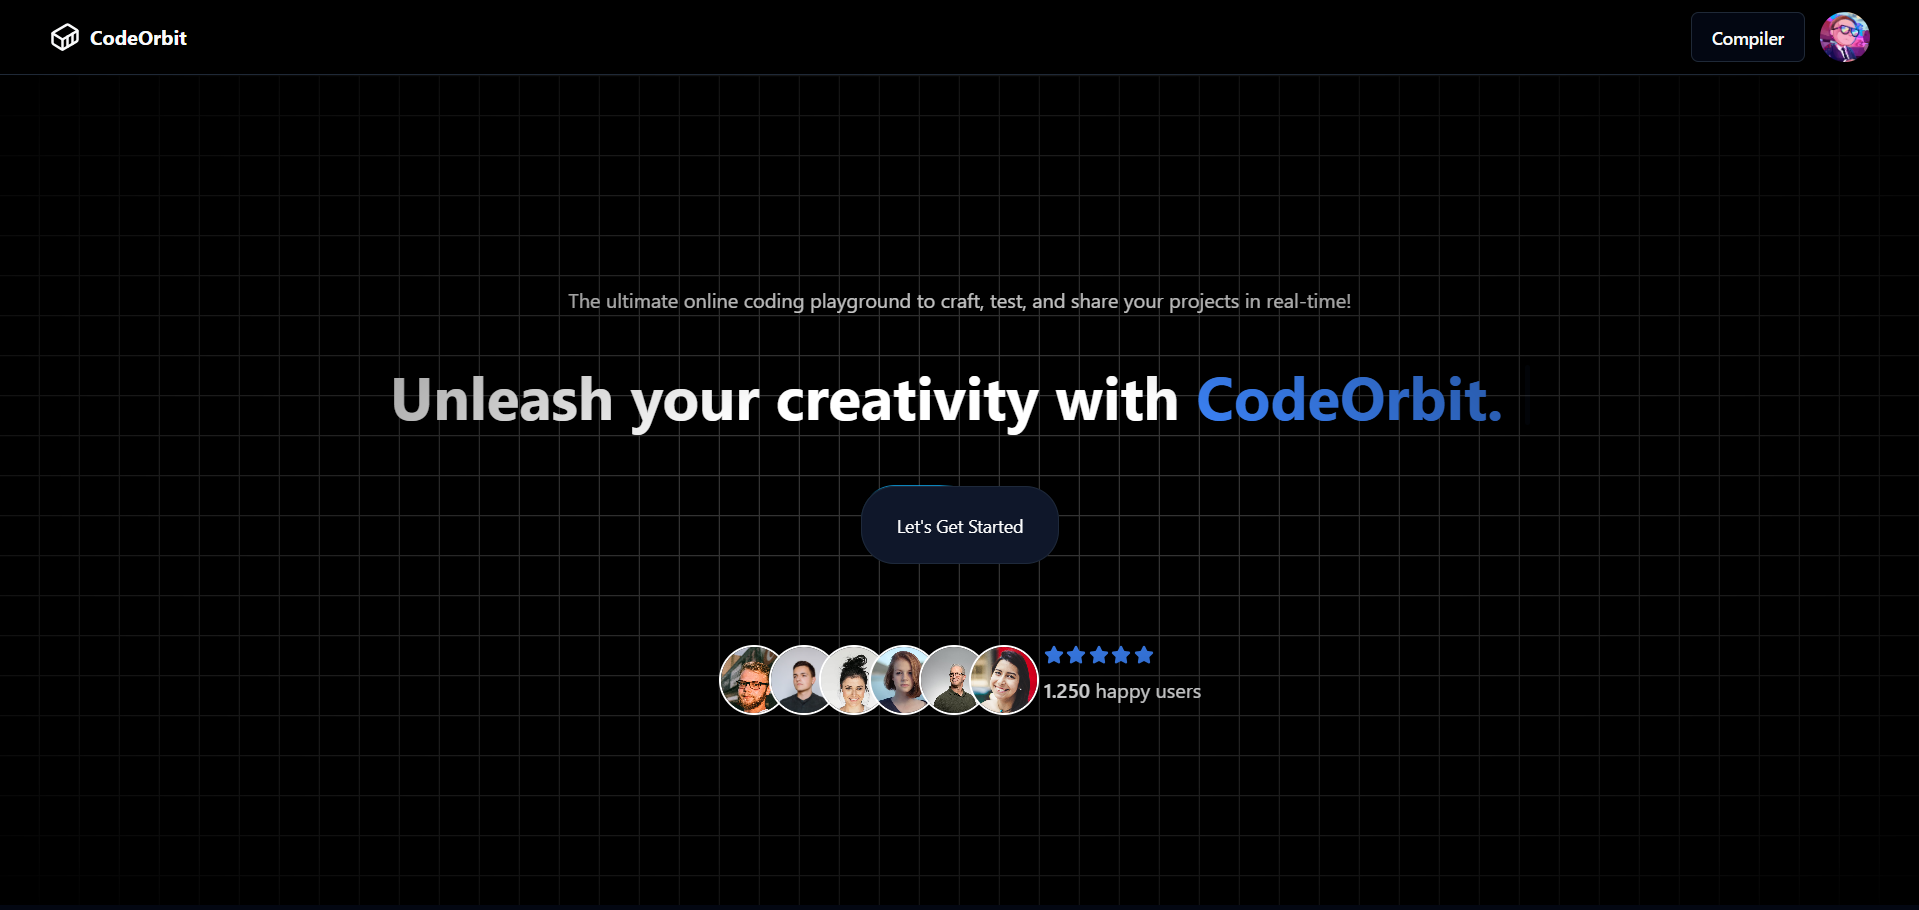 CodeOrbit
Compiler
The ultimate online coding playground to craft, test, and share your projects in real-time!
Unleash your creativity with CodeOrbit.
Let's Get Started
1.250 happy users